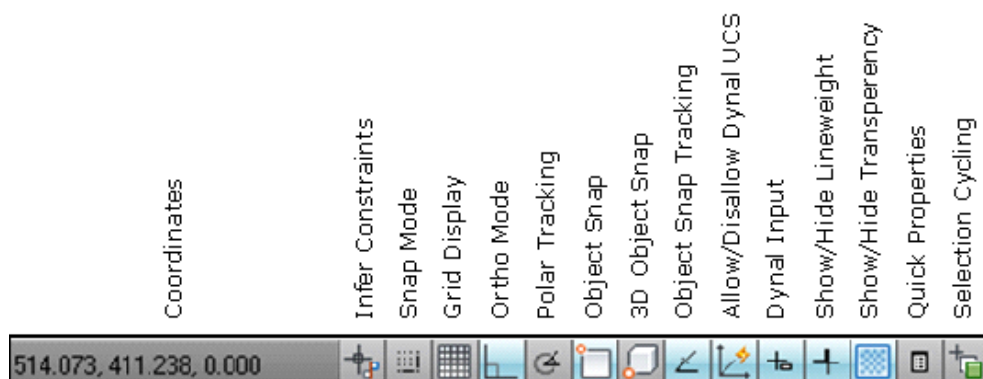 Coordinates
Infer Constraints
Snap Mode
Grid Display
Ortho Mode
Polar Tracking
Object Snap
3D Object Snap
Object Snap Tracking
Allow/Disallow Dynal UCS
Dynal Input
Show/Hide Lineweight
Show/Hide Transperency
Quick Properties
Selection Cycling
514.073, 411.238, 0.000